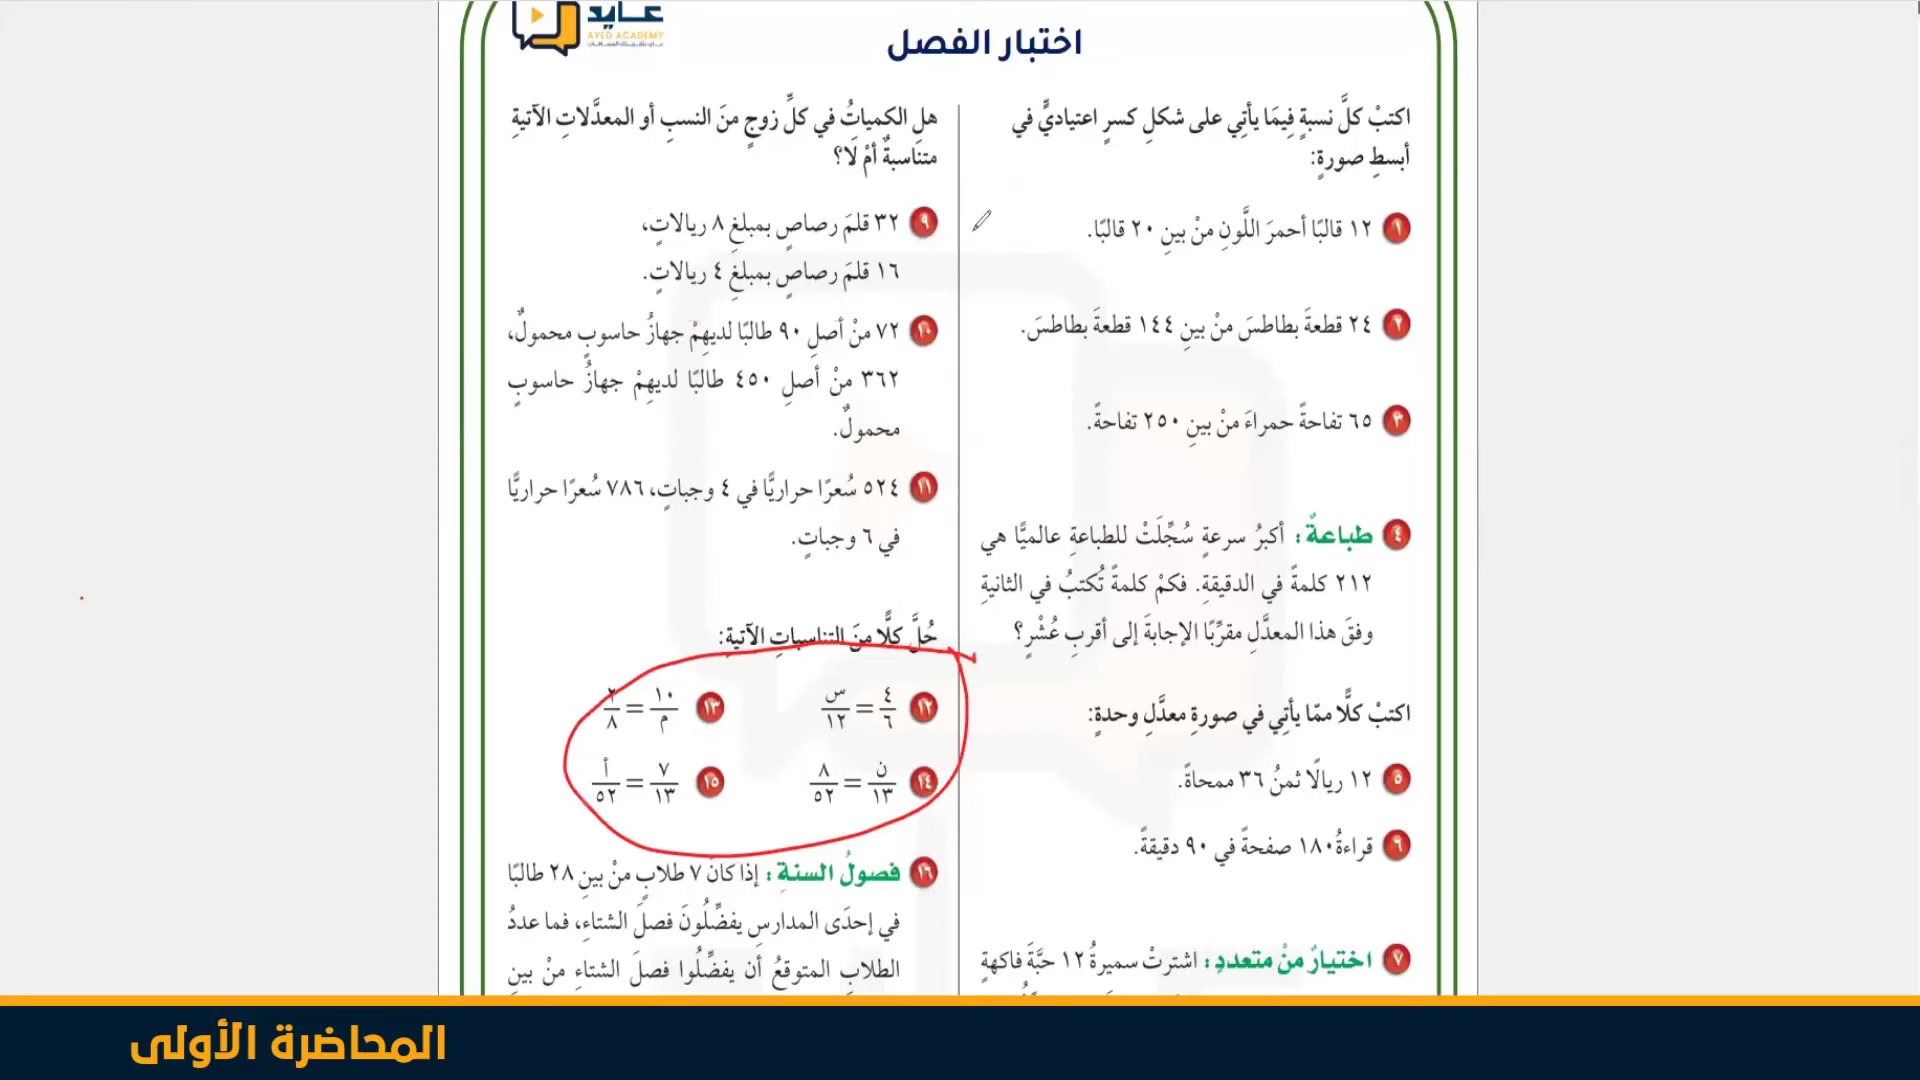 عايد
AYED ACADEMY
اختبار الفصل
اكتبْ كلَّ نسبةٍ فِيمَا يأتِي على شكلِ كسرٍ اعتياديٍّ في
أبسطِ صورةٍ:
١ ١٢ قالبًا أحمرَ اللَّونِ منْ بينِ ٢٠ قالبًا.
٢ ٢٤ قطعةَ بطاطسَ منْ بينِ ١٤٤ قطعةَ بطاطسَ.
٣ ٦٥ تفاحةً حمراءَ منْ بينِ ٢٥٠ تفاحةً.
٤ طباعةٌ: أكبرُ سرعةٍ سُجِّلَتْ للطباعةِ عالميًّا هي
٢١٢ كلمةً في الدقيقةِ. فكمْ كلمةً تُكتبُ في الثانيةِ
وفقَ هذا المعدَّلِ مقرِّبًا الإجابةَ إلى أقربِ عُشْرٍ؟
اكتبْ كلًّا ممّا يأتِي في صورةِ معدَّلِ وحدةٍ:
٥ ١٢ ريالًا ثمنُ ٣٦ ممحاةً.
٦ قراءةُ ١٨٠ صفحةً في ٩٠ دقيقةً.
٧ اختيارٌ منْ متعددٍ: اشترتْ سميرةُ ١٢ حبَّةَ فاكهةٍ
هلِ الكمياتُ في كلِّ زوجٍ منَ النسبِ أو المعدَّلاتِ الآتيةِ
متناسبةٌ أمْ لَا؟
٩ ٣٢ قلمَ رصاصٍ بمبلغِ ٨ ريالاتٍ،
١٦ قلمَ رصاصٍ بمبلغِ ٤ ريالاتٍ.
١٠ ٧٢ منْ أصلِ ٩٠ طالبًا لديهِمْ جهازُ حاسوبٍ محمولٌ،
٣٦٢ منْ أصلِ ٤٥٠ طالبًا لديهِمْ جهازُ حاسوبٍ
محمولٌ.
١١ ٥٢٤ سُعرًا حراريًّا في ٤ وجباتٍ، ٧٨٦ سُعرًا حراريًّا
في ٦ وجباتٍ.
حُلَّ كلًّا منَ التناسباتِ الآتيةِ:
١٢ ٤/٦ = س/١٢ ١٣ ١٠/م = ٢/٨
١٤ ن/١٣ = ٨/٥٢ ١٥ ٧/١٣ = أ/٥٢
١٦ فصولُ السنةِ: إذا كانَ ٧ طلابٍ منْ بينِ ٢٨ طالبًا
في إحدَى المدارسِ يفضِّلُونَ فصلَ الشتاءِ، فما عددُ
الطلابِ المتوقعُ أن يفضِّلُوا فصلَ الشتاءِ منْ بينِ
المحاضرة الأولى